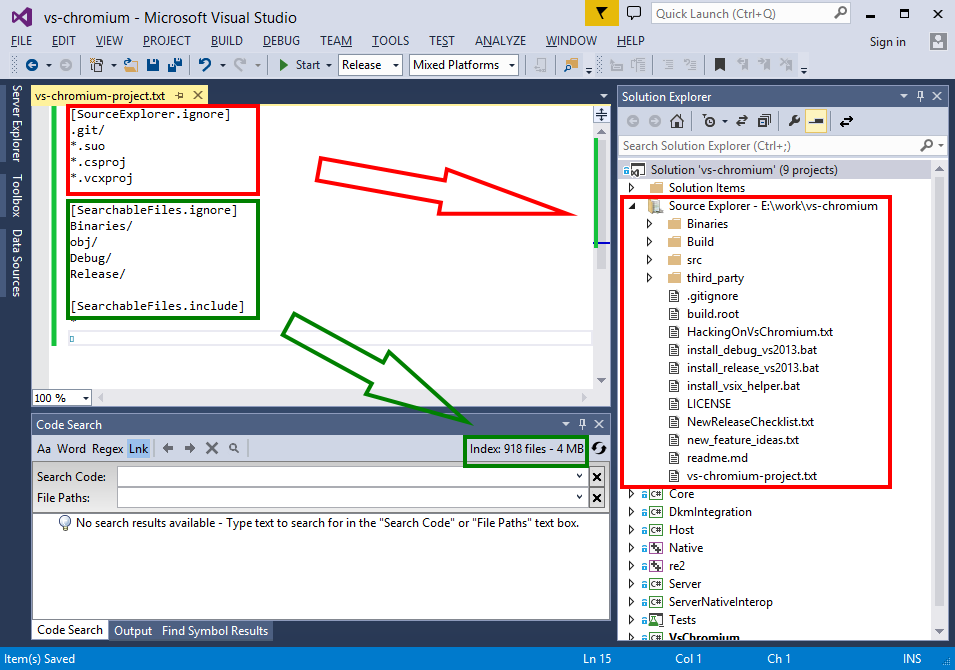 vs-chromium - Microsoft Visual Studio
Quick Launch (Ctrl+Q)
FILE EDIT VIEW PROJECT BUILD DEBUG TEAM TOOLS TEST ANALYZE WINDOW HELP Sign in
Start Release Mixed Platforms
Server Explorer
Toolbox
Data Sources
vs-chromium-project.txt
[SourceExplorer.ignore]
.git/
*.suo
*.csproj
*.vcxproj
[SearchableFiles.ignore]
Binaries/
obj/
Debug/
Release/
[SearchableFiles.include]
*
100 %
Code Search
Aa Word Regex Lnk Index: 918 files - 4 MB
Search Code:
File Paths:
No search results available - Type text to search for in the "Search Code" or "File Paths" text box.
Code Search Output Find Symbol Results
Solution Explorer
Search Solution Explorer (Ctrl+;)
Solution 'vs-chromium' (9 projects)
Solution Items
Source Explorer - E:\work\vs-chromium
Binaries
Build
src
third_party
.gitignore
build.root
HackingOnVsChromium.txt
install_debug_vs2013.bat
install_release_vs2013.bat
install_vsix_helper.bat
LICENSE
NewReleaseChecklist.txt
new_feature_ideas.txt
readme.md
vs-chromium-project.txt
C# Core
C# DkmIntegration
C# Host
Native
re2
C# Server
C# ServerNativeInterop
Tests
C# VsChromium
Item(s) Saved Ln 15 Col 1 Ch 1 INS